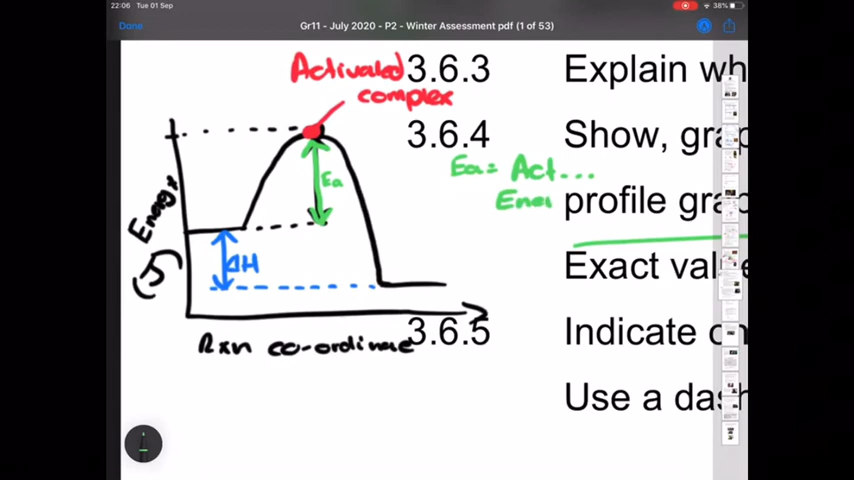 22:06 Tue 01 Sep
38%
Done
Gr11 - July 2020 - P2 - Winter Assessment pdf (1 of 53)
Activated
complex
3.6.3 Explain wh
3.6.4 Show, gra
Ea = Act...
Ener
profile gra
Ea
Energy
(J)
ΔH
Exact val
3.6.5 Indicate o
Rxn co-ordinate
Use a das